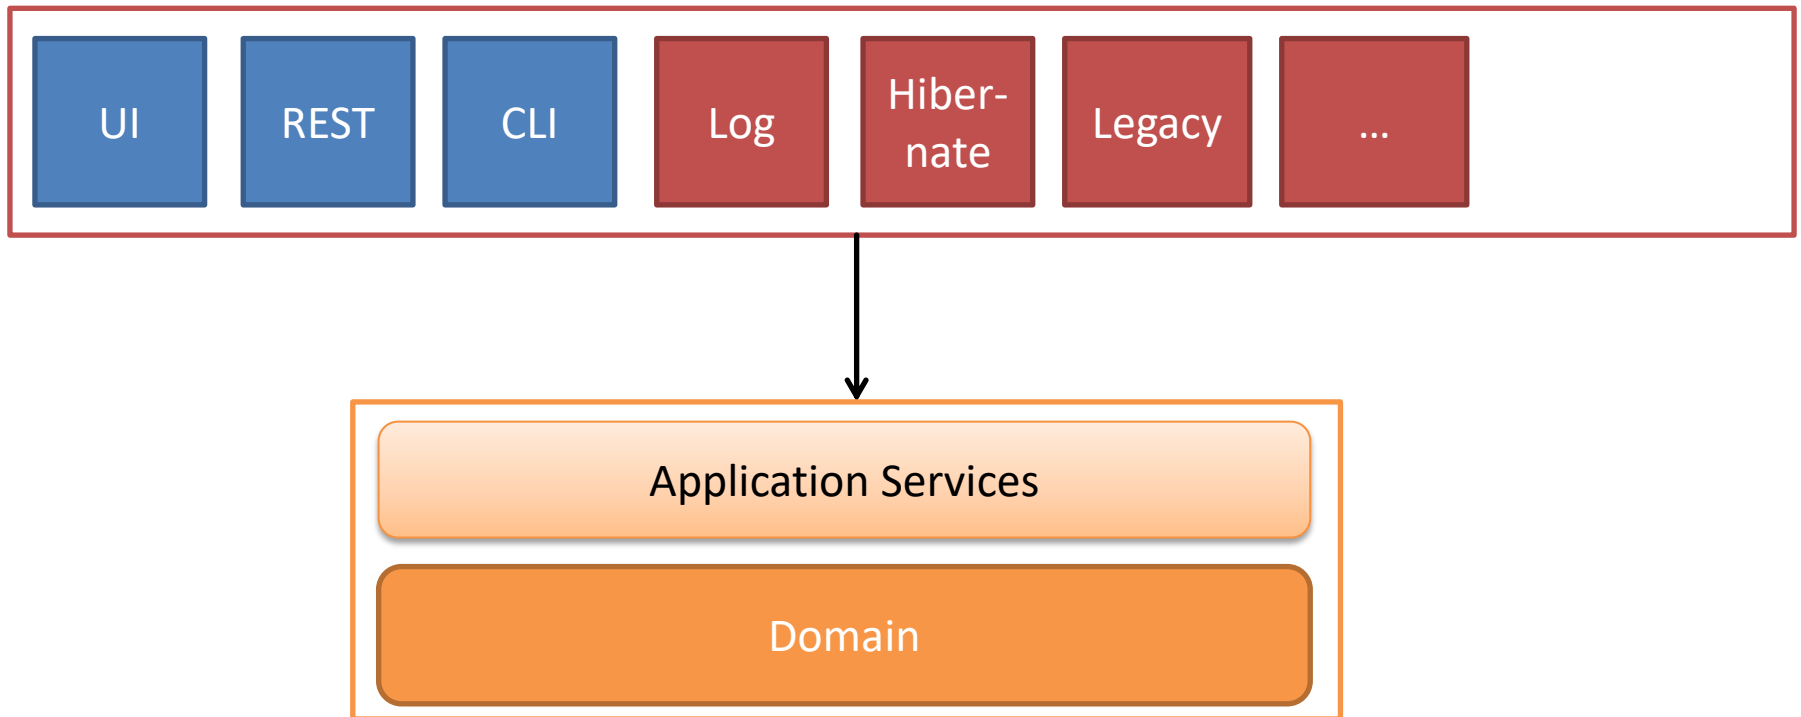 UI
REST
CLI
Log
Hiber-
nate
Legacy
...
Application Services
Domain